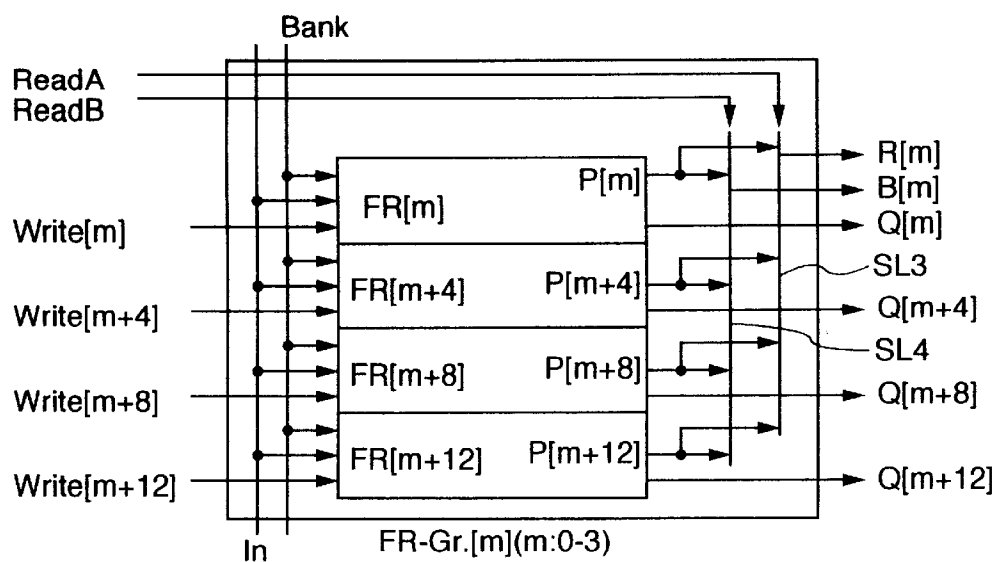 Bank
ReadA
ReadB
P[m]
R[m]
B[m]
FR[m]
Q[m]
Write[m]
SL3
FR[m+4]
P[m+4]
Q[m+4]
Write[m+4]
SL4
FR[m+8]
P[m+8]
Q[m+8]
Write[m+8]
FR[m+12]
P[m+12]
Q[m+12]
Write[m+12]
In
FR-Gr.[m](m:0-3)